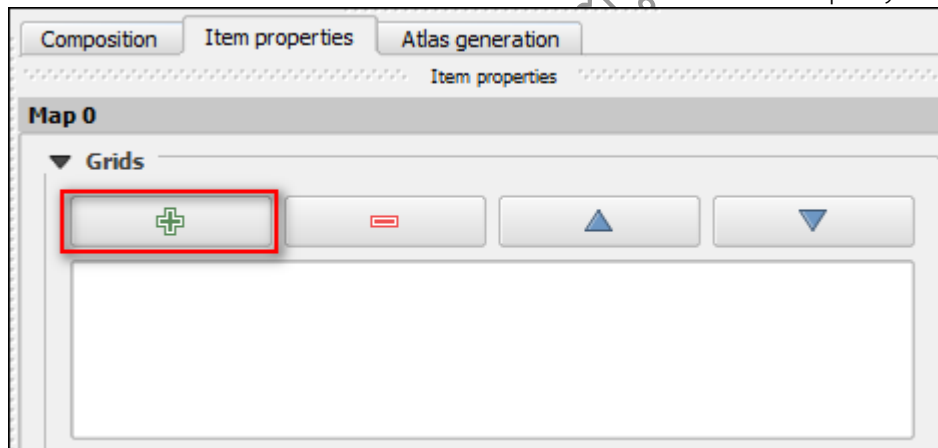 Composition Item properties Atlas generation
Item properties
Map 0
Grids